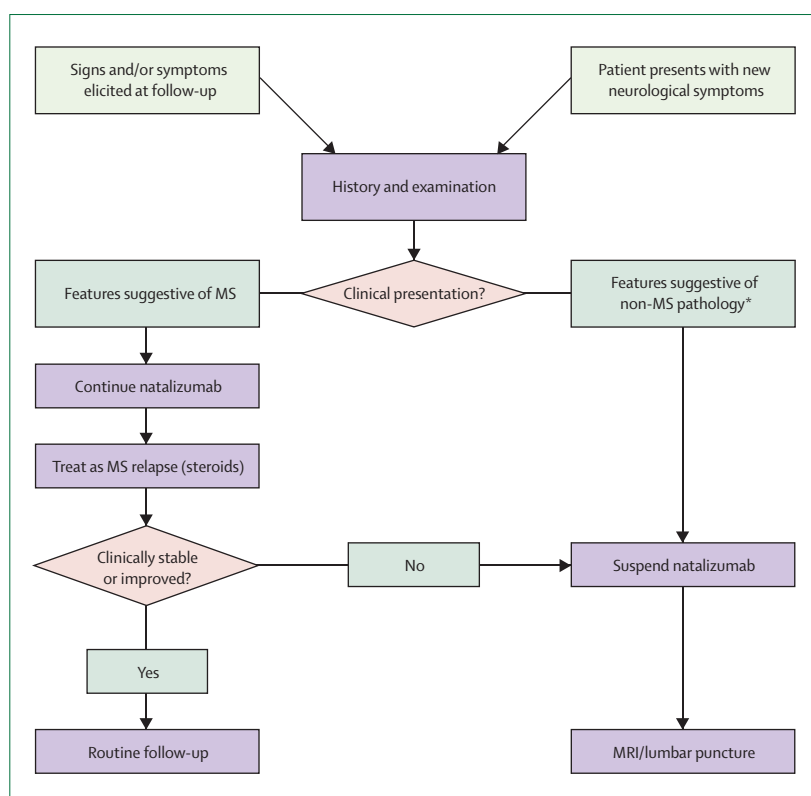 Signs and/or symptoms
elicited at follow-up
Patient presents with new
neurological symptoms
History and examination
Features suggestive of MS
Clinical presentation?
Features suggestive of
non-MS pathology*
Continue natalizumab
Treat as MS relapse (steroids)
Clinically stable
or improved?
No
Suspend natalizumab
Yes
Routine follow-up
MRI/lumbar puncture